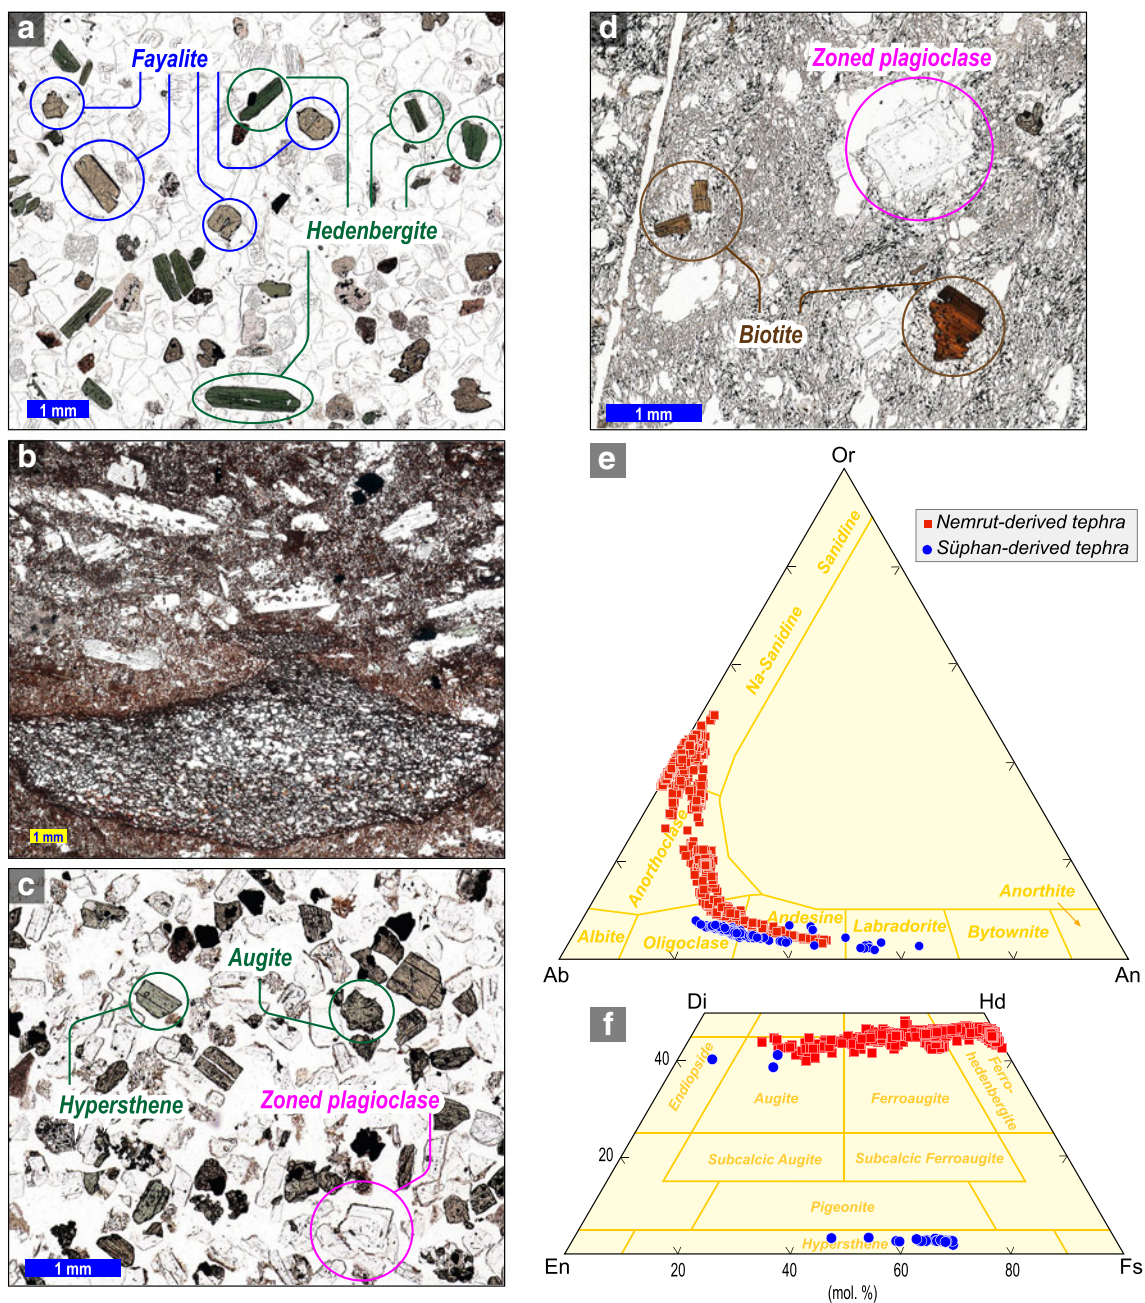 a
Fayalite
Hedenbergite
1 mm
b
1 mm
c
Augite
Hypersthene
Zoned plagioclase
1 mm
d
Zoned plagioclase
Biotite
1 mm
e
Or
Nemrut-derived tephra
Süphan-derived tephra
Sanidine
Na-Sanidine
Anorthoclase
Anorthite
Albite
Oligoclase
Andesine
Labradorite
Bytownite
Ab
An
f
Di
Hd
40
Endiopside
Augite
Ferroaugite
Ferro-
hedenbergite
20
Subcalcic Augite
Subcalcic Ferroaugite
Pigeonite
Hypersthene
En
Fs
20
40
60
80
(mol. %)